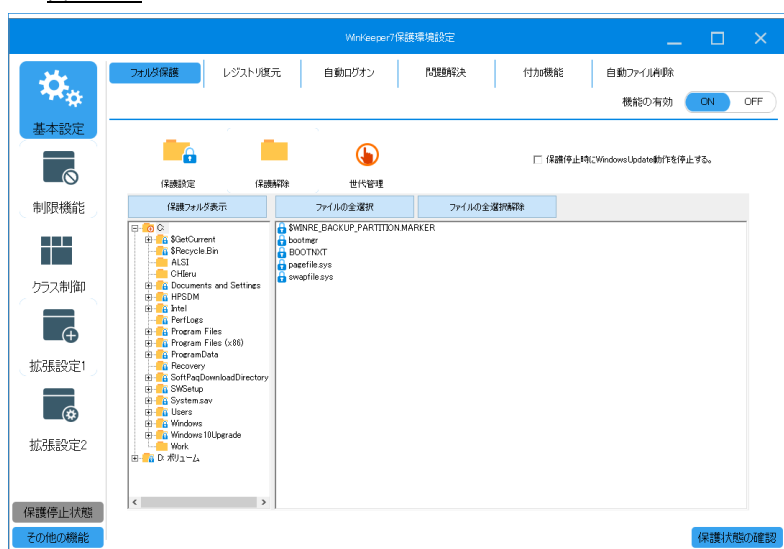 WinKeeper7保護環境設定
フォルダ保護 レジストリ復元 自動ログオン 問題解決 付加機能 自動ファイル削除
機能の有効 ON OFF
基本設定
制限機能
クラス制御
拡張設定1
拡張設定2
保護停止状態
その他の機能
保護設定 保護解除 世代管理
保護停止時にWindowsUpdate動作を停止する。
保護フォルダ表示 ファイルの全選択 ファイルの全選択解除
C:
$GetCurrent
$Recycle.Bin
ALSI
CHIeru
Documents and Settings
HPSDM
Intel
PerfLogs
Program Files
Program Files (x86)
ProgramData
Recovery
SoftPaqDownloadDirectory
SWSetup
System.sav
Users
Windows
Windows10Upgrade
Work
D: ボリューム
$WINRE_BACKUP_PARTITION.MARKER
bootmgr
BOOTNXT
pagefile.sys
swapfile.sys
保護状態の確認